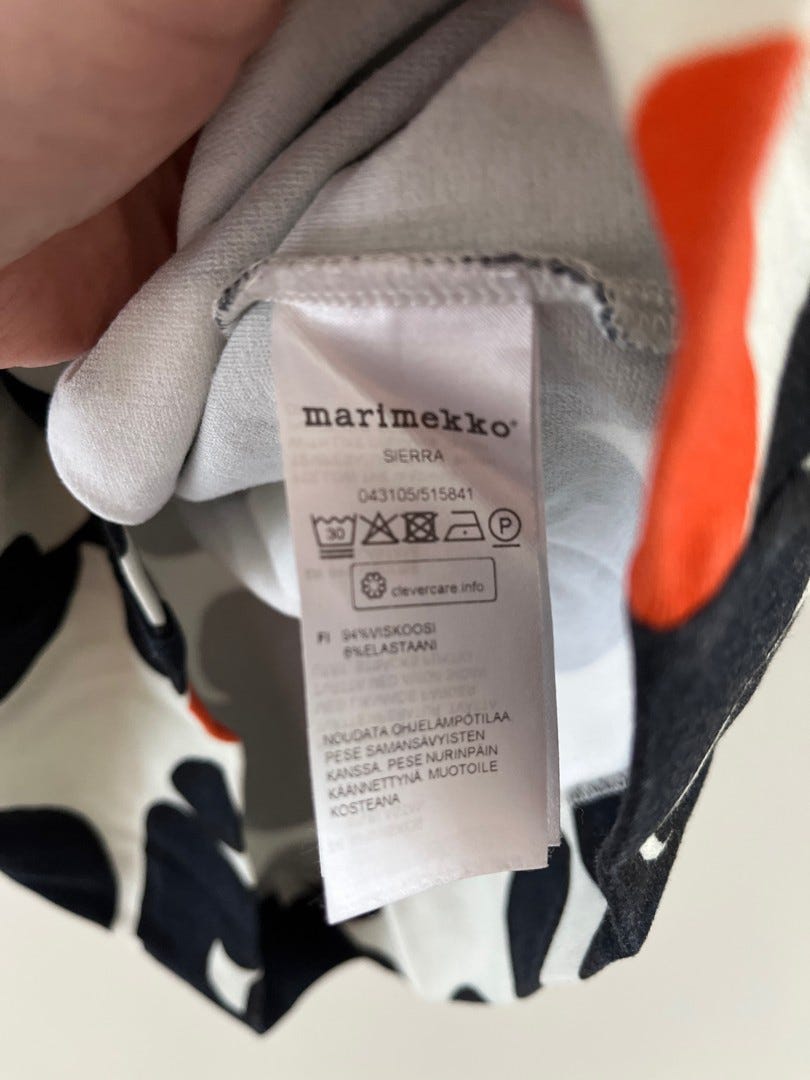 marimekko®
SIERRA
043105/515841
30
P
clevercare.info
FI 94%VISKOOSI
6%ELASTAANI
NOUDATA OHJELÄMPÖTILAA.
PESE SAMANSÄVYISTEN
KANSSA. PESE NURINPÄIN
KÄÄNNETTYNÄ. MUOTOILE
KOSTEANA